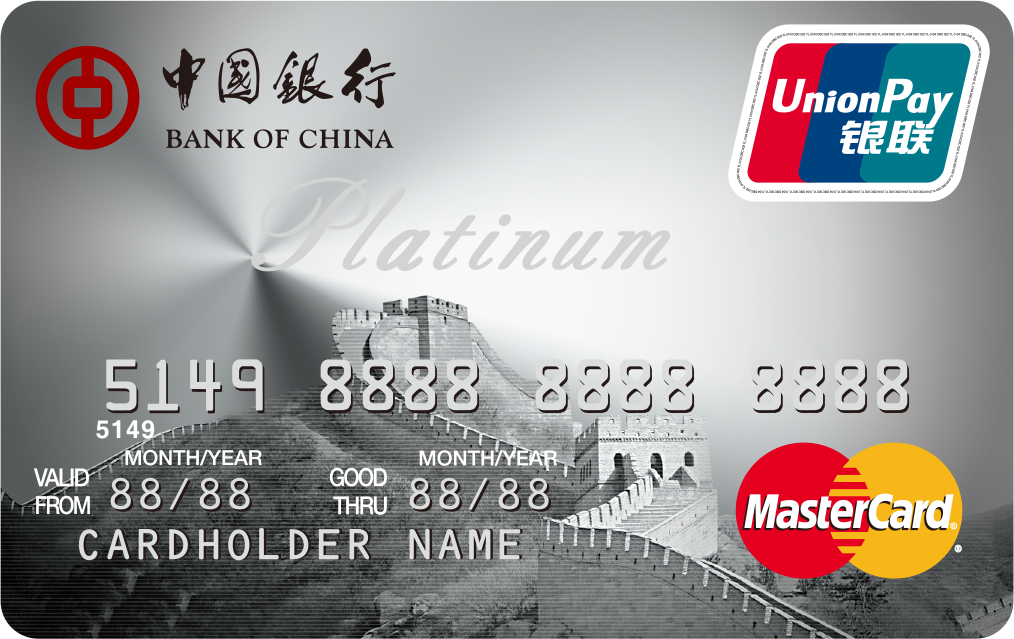 中國銀行
BANK OF CHINA
UnionPay
银联
Platinum
5149 8888 8888 8888
5149
MONTH/YEAR MONTH/YEAR
VALID FROM 88/88 GOOD THRU 88/88
CARDHOLDER NAME
MasterCard®
®